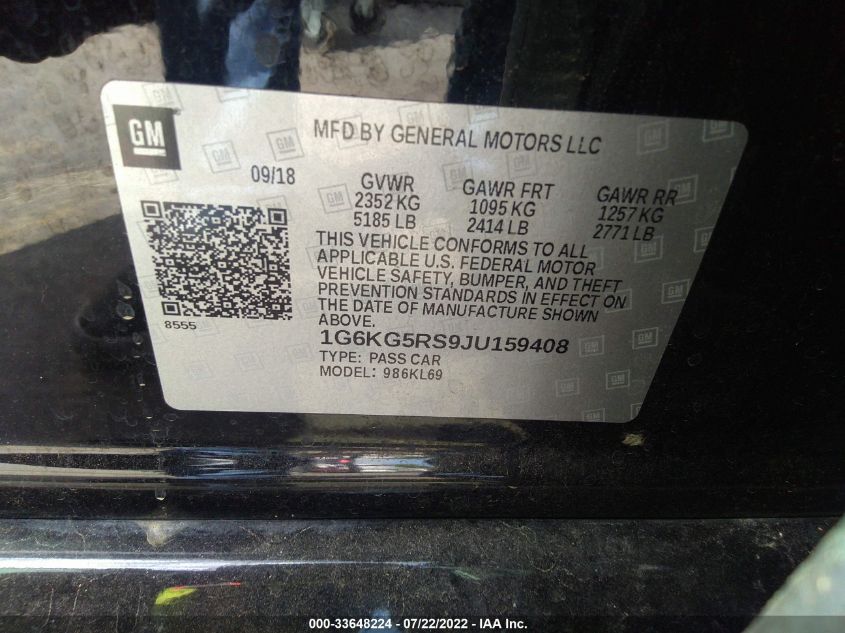 GM
MFD BY GENERAL MOTORS LLC
09/18
GVWR GAWR FRT GAWR RR
2352 KG 1095 KG 1257 KG
5185 LB 2414 LB 2771 LB
THIS VEHICLE CONFORMS TO ALL
APPLICABLE U.S. FEDERAL MOTOR
VEHICLE SAFETY, BUMPER, AND THEFT
PREVENTION STANDARDS IN EFFECT ON
THE DATE OF MANUFACTURE SHOWN
ABOVE.
8555
1G6KG5RS9JU159408
TYPE: PASS CAR
MODEL: 986KL69
000-33648224 - 07/22/2022 - IAA Inc.